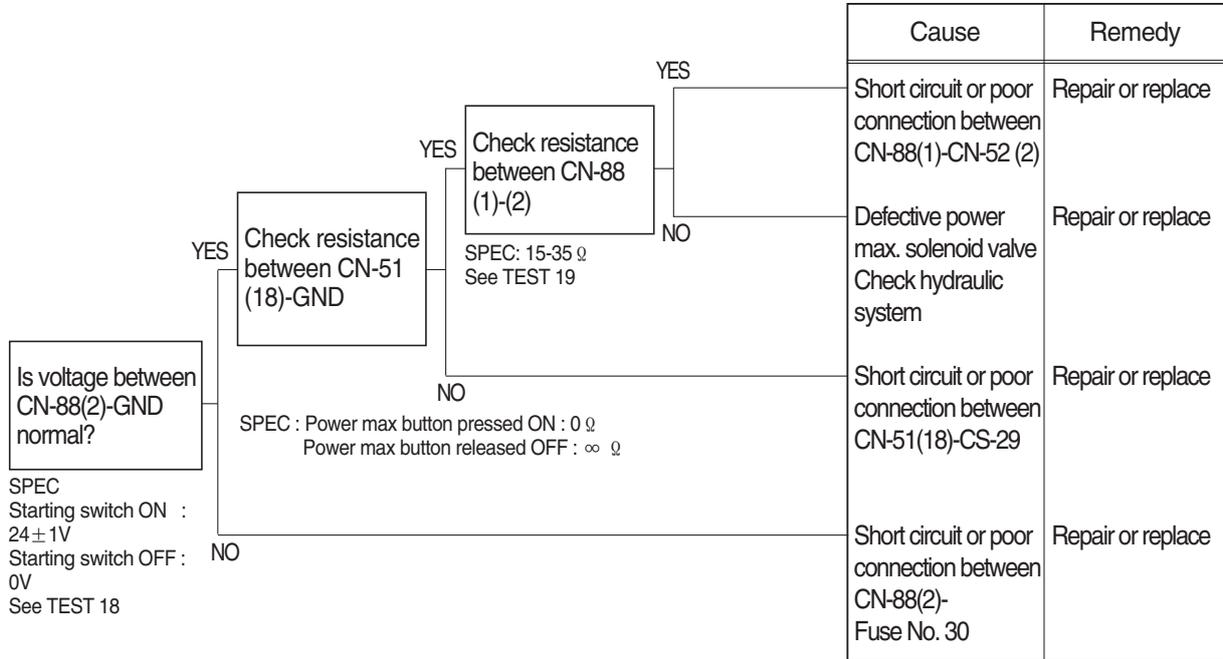 Cause
Remedy
YES
Short circuit or poor
connection between
CN-88(1)-CN-52 (2)
Repair or replace
YES
Check resistance
between CN-88
(1)-(2)
NO
SPEC: 15-35 Ω
See TEST 19
Defective power
max. solenoid valve
Check hydraulic
system
Repair or replace
YES
Check resistance
between CN-51
(18)-GND
NO
SPEC : Power max button pressed ON : 0 Ω
Power max button released OFF : ∞ Ω
Short circuit or poor
connection between
CN-51(18)-CS-29
Repair or replace
Is voltage between
CN-88(2)-GND
normal?
SPEC
Starting switch ON :
24±1V
Starting switch OFF :
0V
See TEST 18
NO
Short circuit or poor
connection between
CN-88(2)-
Fuse No. 30
Repair or replace